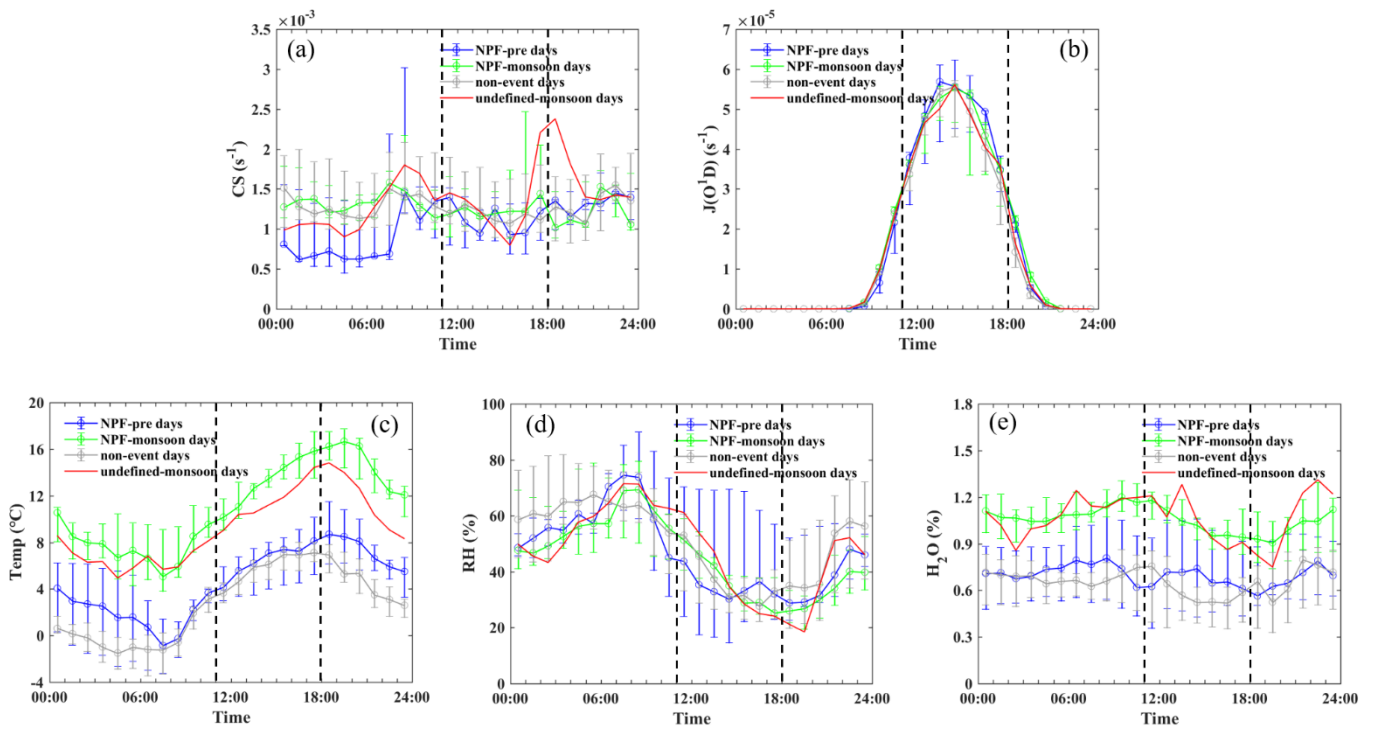 ×10⁻³
3.5
3
2.5
2
1.5
1
0.5
0
CS (s⁻¹)
(a)
NPF-pre days
NPF-monsoon days
non-event days
undefined-monsoon days
00:00 06:00 12:00 18:00 24:00
Time
×10⁻⁵
7
6
5
4
3
2
1
0
J(O¹D) (s⁻¹)
(b)
NPF-pre days
NPF-monsoon days
non-event days
undefined-monsoon days
00:00 06:00 12:00 18:00 24:00
Time
20
16
12
8
4
0
-4
Temp (°C)
(c)
NPF-pre days
NPF-monsoon days
non-event days
undefined-monsoon days
00:00 06:00 12:00 18:00 24:00
Time
100
80
60
40
20
0
RH (%)
(d)
NPF-pre days
NPF-monsoon days
non-event days
undefined-monsoon days
00:00 06:00 12:00 18:00 24:00
Time
1.8
1.5
1.2
0.9
0.6
0.3
0
H₂O (%)
(e)
NPF-pre days
NPF-monsoon days
non-event days
undefined-monsoon days
00:00 06:00 12:00 18:00 24:00
Time